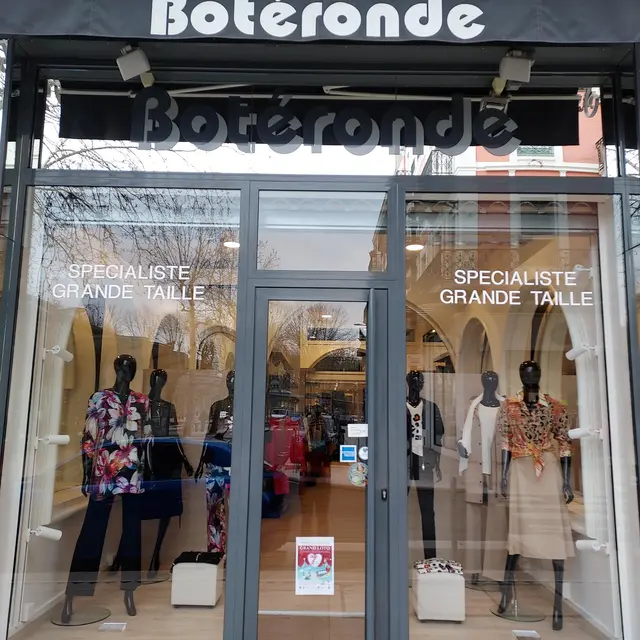 Botéronde
Botéronde
SPECIALISTE
GRANDE TAILLE
SPECIALISTE
GRANDE TAILLE